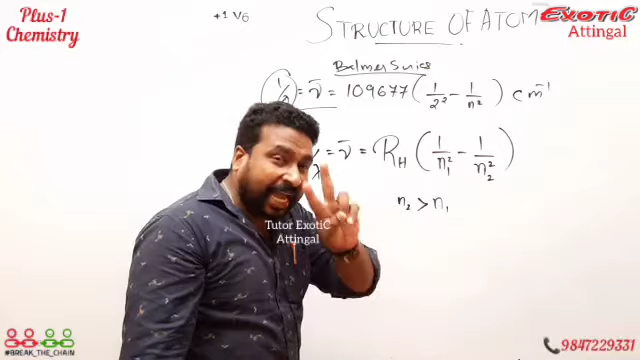 Plus-1
Chemistry
+1 V6
STRUCTURE OF ATOM
EXOTIC
Attingal
Balmer Series
1/λ = ν̄ = 109677 (1/2² − 1/n²) cm⁻¹
= ν̄ = R_H (1/n₁² − 1/n₂²)
n₂ > n₁
Tutor ExotiC
Attingal
#BREAK_THE_CHAIN
9847229331